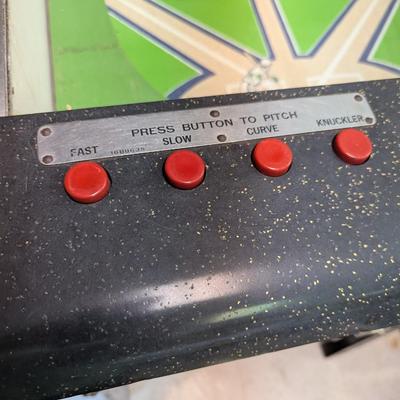 PRESS BUTTON TO PITCH
FAST SLOW CURVE KNUCKLER